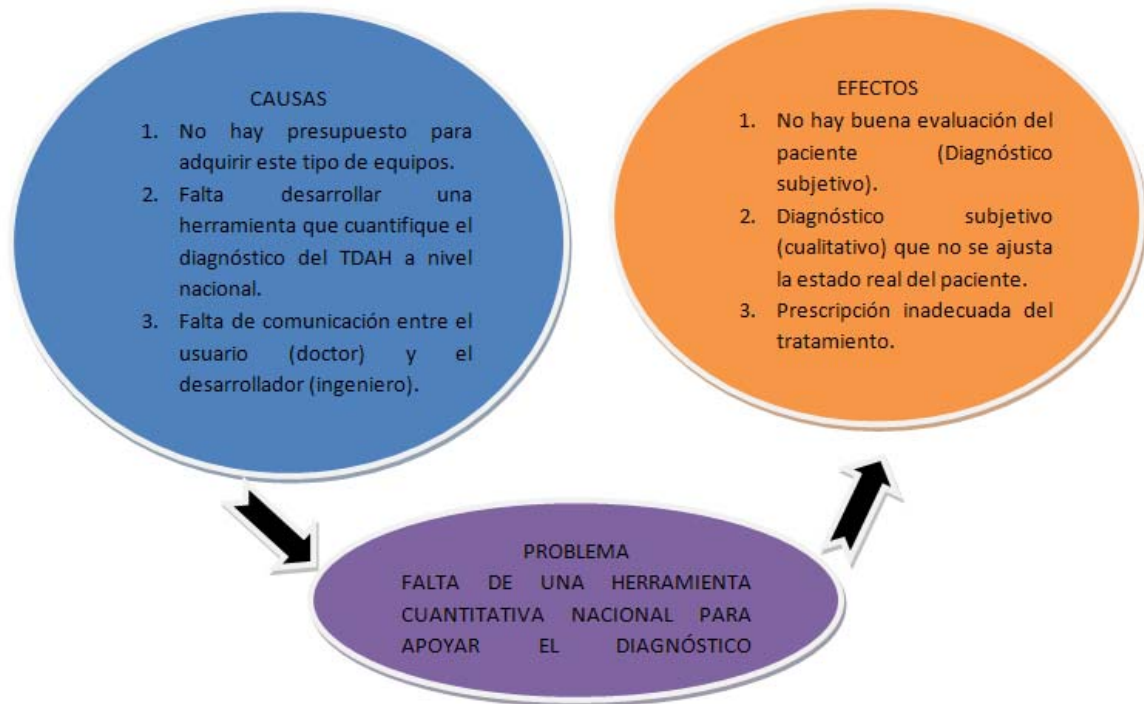 CAUSAS
1. No hay presupuesto para
adquirir este tipo de equipos.
2. Falta desarrollar una
herramienta que cuantifique el
diagnóstico del TDAH a nivel
nacional.
3. Falta de comunicación entre el
usuario (doctor) y el
desarrollador (ingeniero).
EFECTOS
1. No hay buena evaluación del
paciente (Diagnóstico
subjetivo).
2. Diagnóstico subjetivo
(cualitativo) que no se ajusta
la estado real del paciente.
3. Prescripción inadecuada del
tratamiento.
PROBLEMA
FALTA DE UNA HERRAMIENTA
CUANTITATIVA NACIONAL PARA
APOYAR EL DIAGNÓSTICO